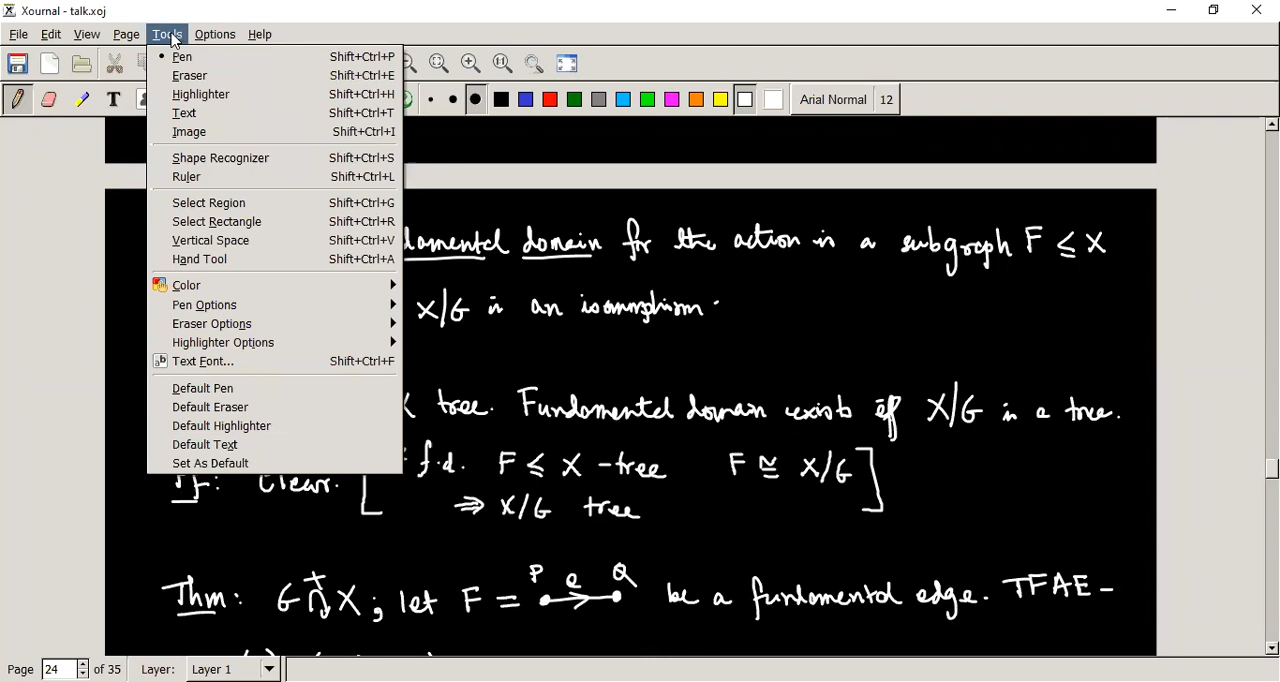 Xournal - talk.xoj
File Edit View Page Tools Options Help
Arial Normal 12
Pen Shift+Ctrl+P
Eraser Shift+Ctrl+E
Highlighter Shift+Ctrl+H
Text Shift+Ctrl+T
Image Shift+Ctrl+I
Shape Recognizer Shift+Ctrl+S
Ruler Shift+Ctrl+L
Select Region Shift+Ctrl+G
Select Rectangle Shift+Ctrl+R
Vertical Space Shift+Ctrl+V
Hand Tool Shift+Ctrl+A
Color
Pen Options
Eraser Options
Highlighter Options
Text Font... Shift+Ctrl+F
Default Pen
Default Eraser
Default Highlighter
Default Text
Set As Default
damental domain for the action is a subgraph F ≤ X
X/G is an isomorphism.
X tree. Fundamental domain exists iff X/G is a tree.
f.d. F ≤ X -tree F ≅ X/G
Clear. [ ⇒ X/G tree ]
Thm: G ↷ X ; let F = P e Q be a fundamental edge. TFAE -
Page 24 of 35 Layer: Layer 1